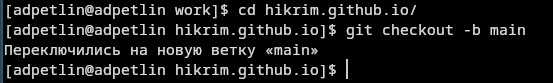 [adpetlin@adpetlin work]$ cd hikrim.github.io/
[adpetlin@adpetlin hikrim.github.io]$ git checkout -b main
Переключились на новую ветку «main»
[adpetlin@adpetlin hikrim.github.io]$